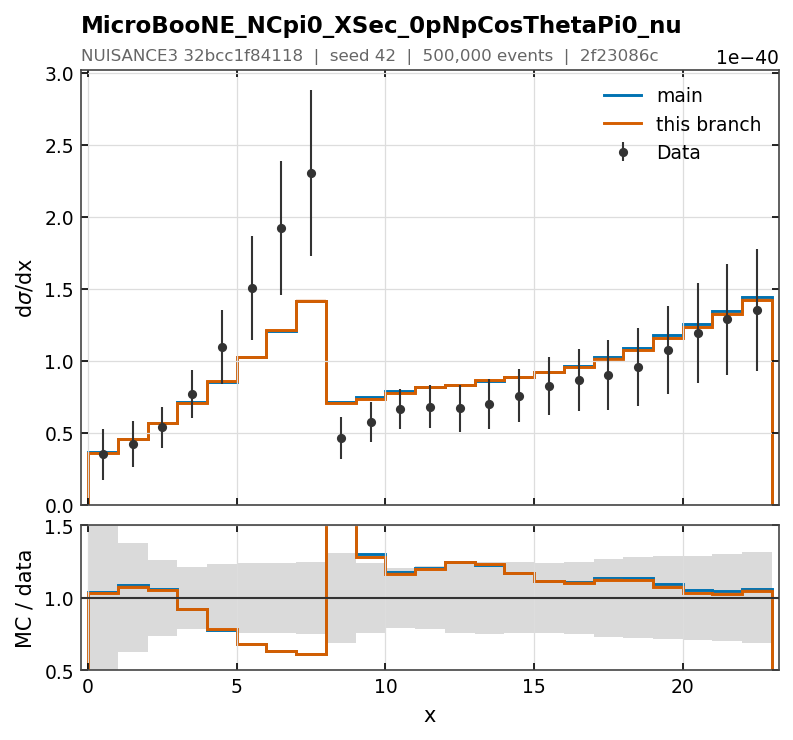 MicroBooNE_NCpi0_XSec_0pNpCosThetaPi0_nu
NUISANCE3 32bcc1f84118 | seed 42 | 500,000 events | 2f23086c
1e−40
main
this branch
Data
dσ/dx
3.0
2.5
2.0
1.5
1.0
0.5
0.0
MC / data
1.5
1.0
0.5
0 5 10 15 20
x